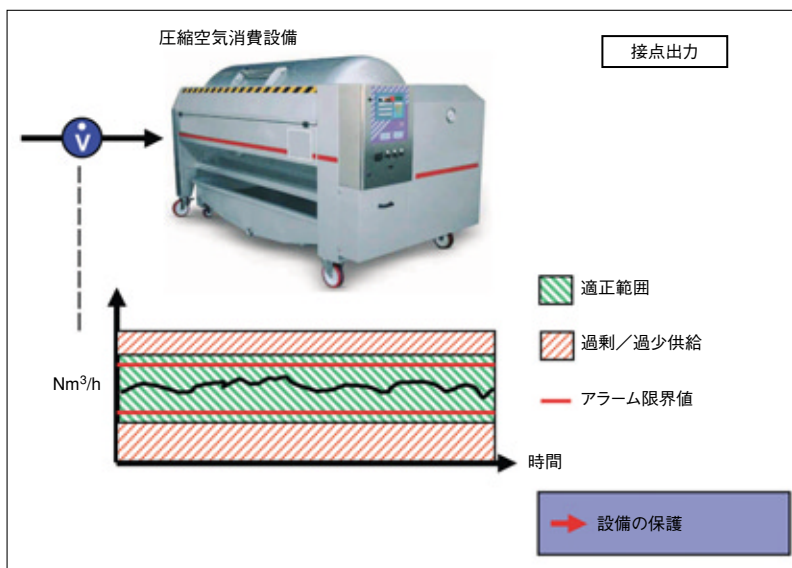 圧縮空気消費設備
接点出力
V̇
適正範囲
過剰／過少供給
Nm³/h
アラーム限界値
時間
設備の保護